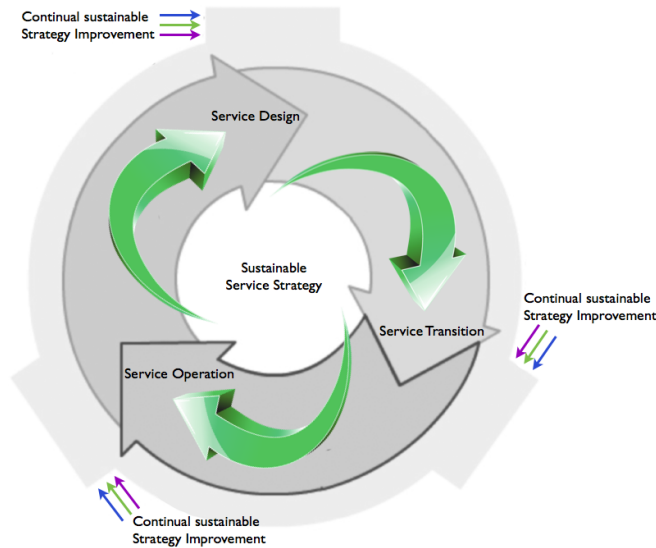 Continual sustainable
Strategy Improvement
Service Design
Sustainable
Service Strategy
Continual sustainable
Strategy Improvement
Service Transition
Service Operation
Continual sustainable
Strategy Improvement